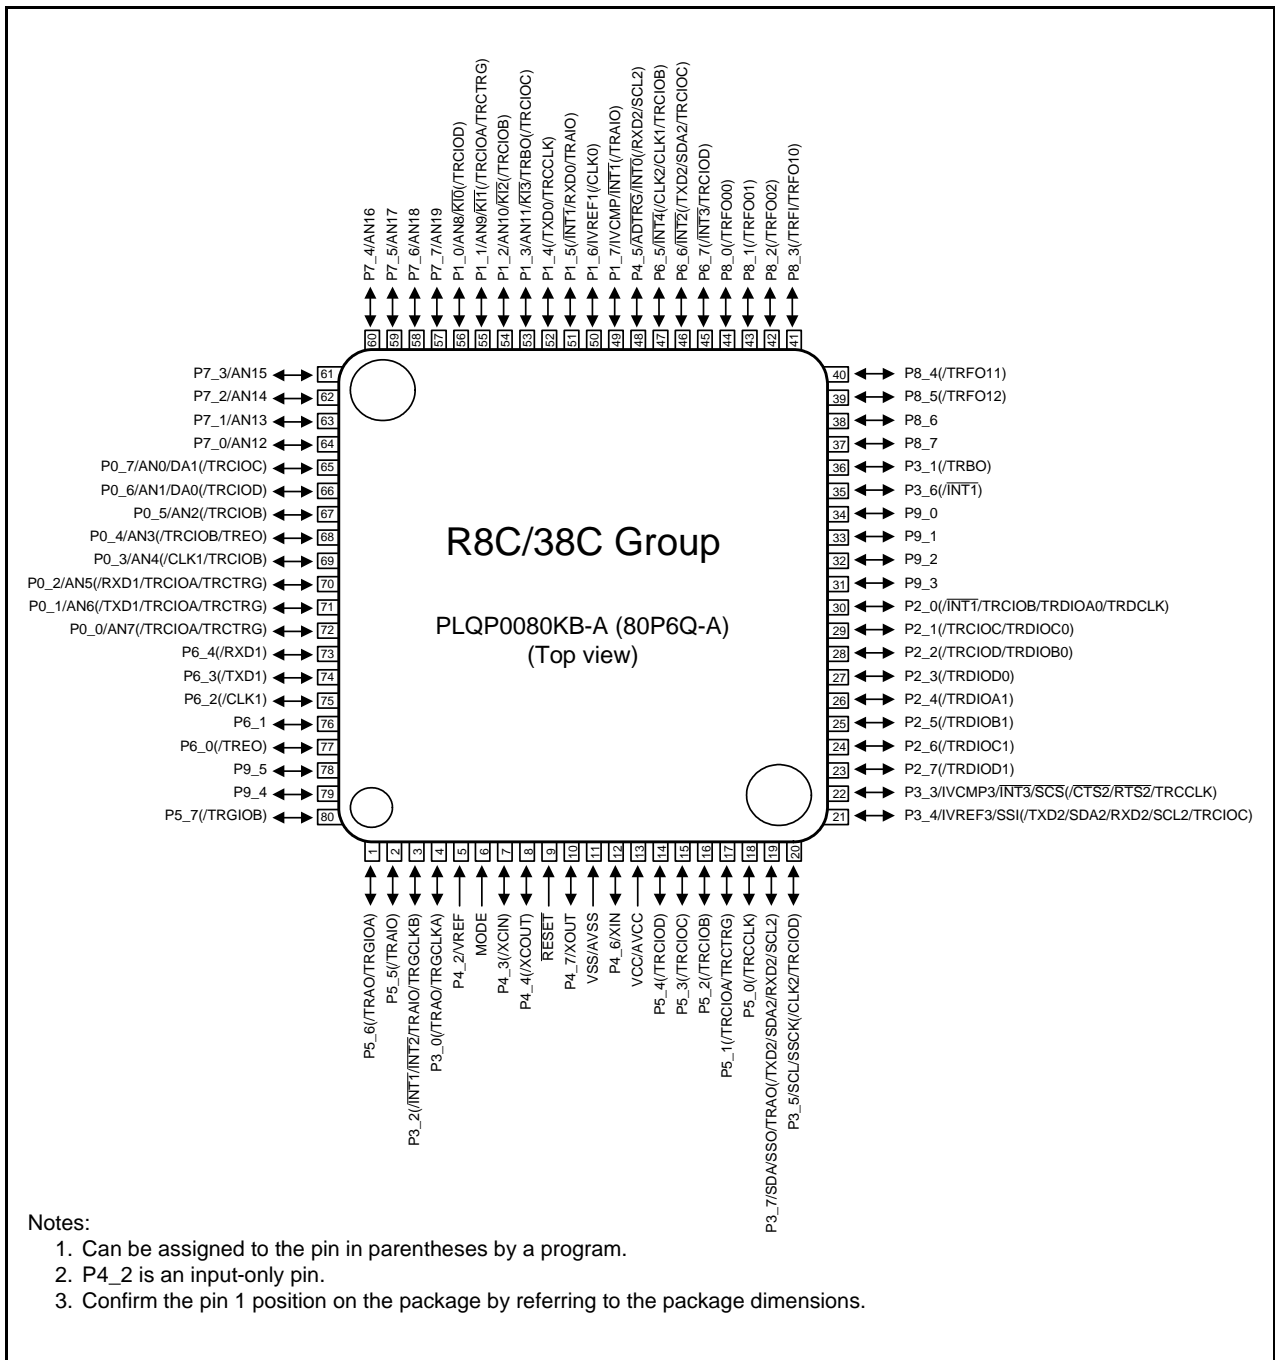 P7_4/AN16
P7_5/AN17
P7_6/AN18
P7_7/AN19
P1_0/AN8/KI0(/TRCIOD)
P1_1/AN9/KI1(/TRCIOA/TRCTRG)
P1_2/AN10/KI2(/TRCIOB)
P1_3/AN11/KI3/TRBO(/TRCIOC)
P1_4(/TXD0/TRCCLK)
P1_5(/INT1/RXD0/TRAIO)
P1_6/IVREF1(/CLK0)
P1_7/IVCMP/INT1(/TRAIO)
P4_5/ADTRG/INT0(/RXD2/SCL2)
P6_5/INT4(/CLK2/CLK1/TRCIOB)
P6_6/INT2(/TXD2/SDA2/TRCIOC)
P6_7(/INT3/TRCIOD)
P8_0(/TRFO00)
P8_1(/TRFO01)
P8_2(/TRFO02)
P8_3(/TRFI/TRFO10)
60 59 58 57 56 55 54 53 52 51 50 49 48 47 46 45 44 43 42 41
P7_3/AN15 61
P7_2/AN14 62
P7_1/AN13 63
P7_0/AN12 64
P0_7/AN0/DA1(/TRCIOC) 65
P0_6/AN1/DA0(/TRCIOD) 66
P0_5/AN2(/TRCIOB) 67
P0_4/AN3(/TRCIOB/TREO) 68
P0_3/AN4(/CLK1/TRCIOB) 69
P0_2/AN5(/RXD1/TRCIOA/TRCTRG) 70
P0_1/AN6(/TXD1/TRCIOA/TRCTRG) 71
P0_0/AN7(/TRCIOA/TRCTRG) 72
P6_4(/RXD1) 73
P6_3(/TXD1) 74
P6_2(/CLK1) 75
P6_1 76
P6_0(/TREO) 77
P9_5 78
P9_4 79
P5_7(/TRGIOB) 80
R8C/38C Group
PLQP0080KB-A (80P6Q-A)
(Top view)
40 P8_4(/TRFO11)
39 P8_5(/TRFO12)
38 P8_6
37 P8_7
36 P3_1(/TRBO)
35 P3_6(/INT1)
34 P9_0
33 P9_1
32 P9_2
31 P9_3
30 P2_0(/INT1/TRCIOB/TRDIOA0/TRDCLK)
29 P2_1(/TRCIOC/TRDIOC0)
28 P2_2(/TRCIOD/TRDIOB0)
27 P2_3(/TRDIOD0)
26 P2_4(/TRDIOA1)
25 P2_5(/TRDIOB1)
24 P2_6(/TRDIOC1)
23 P2_7(/TRDIOD1)
22 P3_3/IVCMP3/INT3/SCS(/CTS2/RTS2/TRCCLK)
21 P3_4/IVREF3/SSI(/TXD2/SDA2/RXD2/SCL2/TRCIOC)
1 2 3 4 5 6 7 8 9 10 11 12 13 14 15 16 17 18 19 20
P5_6(/TRAO/TRGIOA)
P5_5(/TRAIO)
P3_2(/INT1/INT2/TRAIO/TRGCLKB)
P3_0(/TRAO/TRGCLKA)
P4_2/VREF
MODE
P4_3(/XCIN)
P4_4(/XCOUT)
RESET
P4_7/XOUT
VSS/AVSS
P4_6/XIN
VCC/AVCC
P5_4(/TRCIOD)
P5_3(/TRCIOC)
P5_2(/TRCIOB)
P5_1(/TRCIOA/TRCTRG)
P5_0(/TRCCLK)
P3_7/SDA/SSO/TRAO(/TXD2/SDA2/RXD2/SCL2)
P3_5/SCL/SSCK(/CLK2/TRCIOD)
Notes:
1. Can be assigned to the pin in parentheses by a program.
2. P4_2 is an input-only pin.
3. Confirm the pin 1 position on the package by referring to the package dimensions.